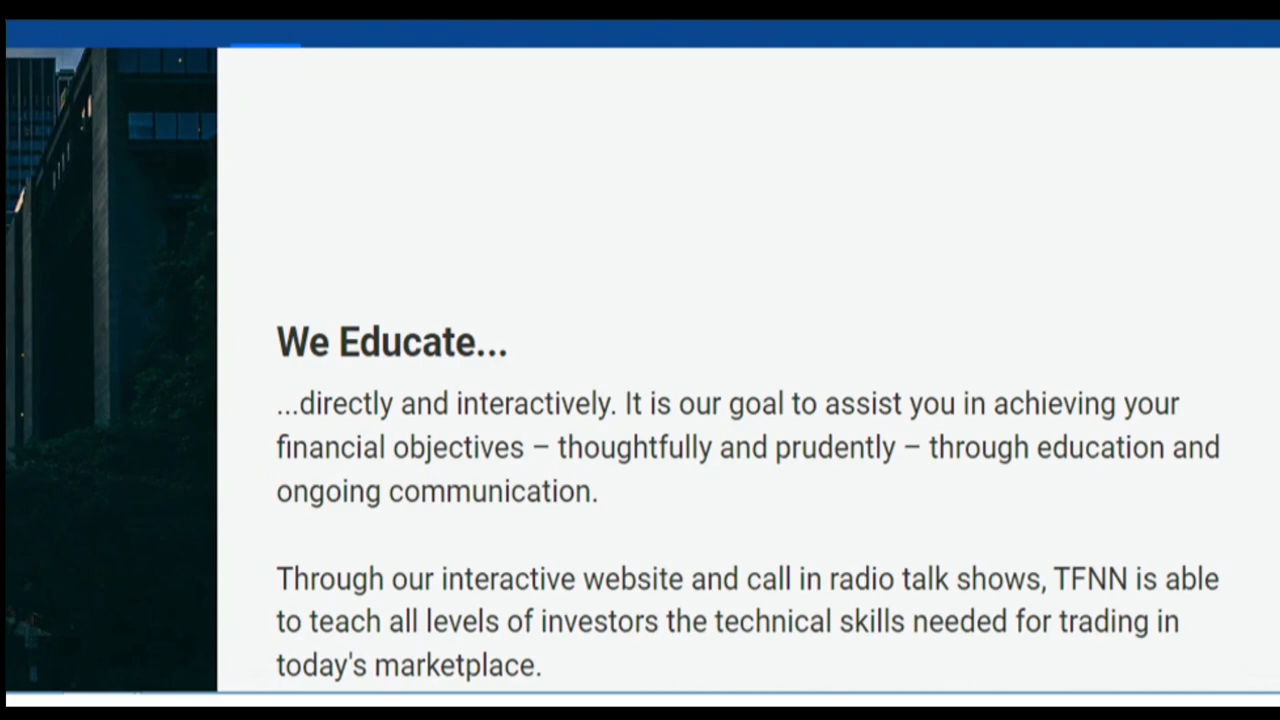 We Educate...
...directly and interactively. It is our goal to assist you in achieving your
financial objectives – thoughtfully and prudently – through education and
ongoing communication.
Through our interactive website and call in radio talk shows, TFNN is able
to teach all levels of investors the technical skills needed for trading in
today's marketplace.